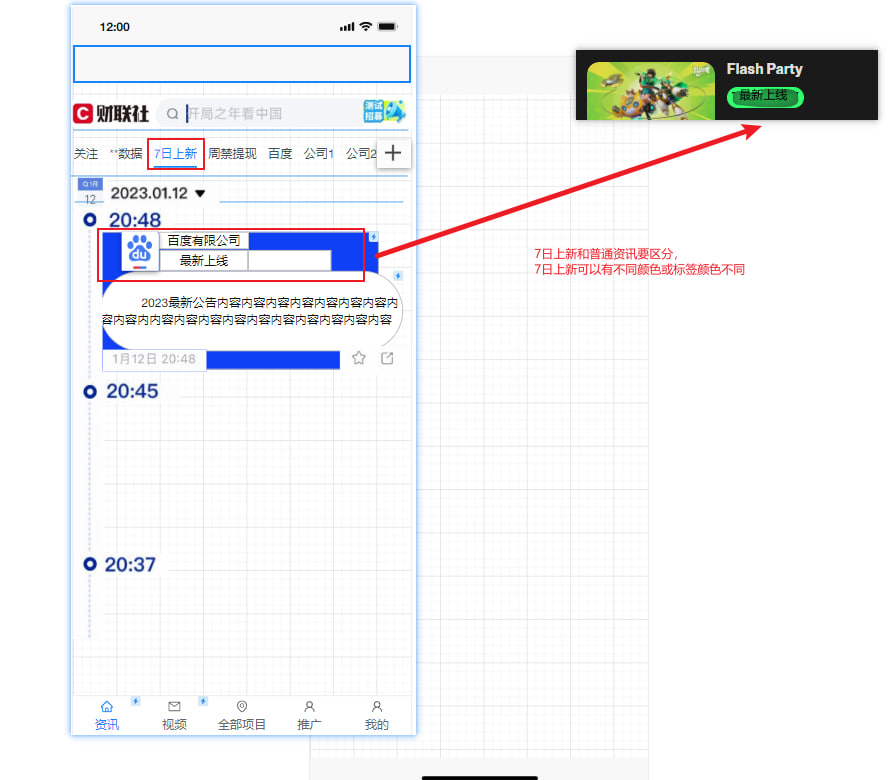 12:00
财联社
开局之年看中国
测试
招募
关注
**数据
7日上新
周禁提现
百度
公司1
公司2
Q 1月
12
2023.01.12
20:48
百度有限公司
du
最新上线
2023最新公告内容内容内容内容内容内容内容内
容内容内内容内容内容内容内容内容内容内容内容
1月12日 20:48
20:45
20:37
资讯
视频
全部项目
推广
我的
Flash Party
最新上线
7日上新和普通资讯要区分，
7日上新可以有不同颜色或标签颜色不同